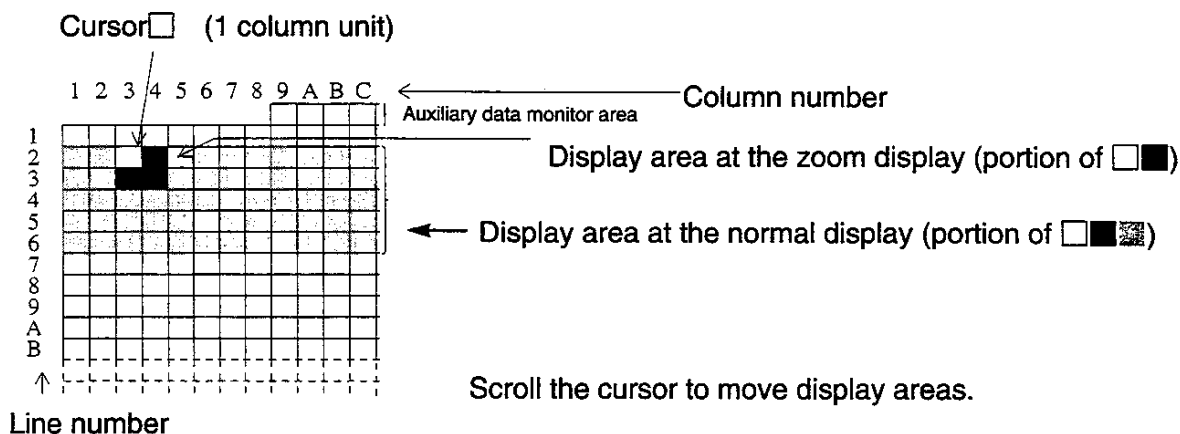 Cursor□ (1 column unit)
1 2 3 4 5 6 7 8 9 A B C
Column number
Auxiliary data monitor area
1
2
Display area at the zoom display (portion of □■)
3
4
5
Display area at the normal display (portion of □■▒)
6
7
8
9
A
B
Scroll the cursor to move display areas.
Line number